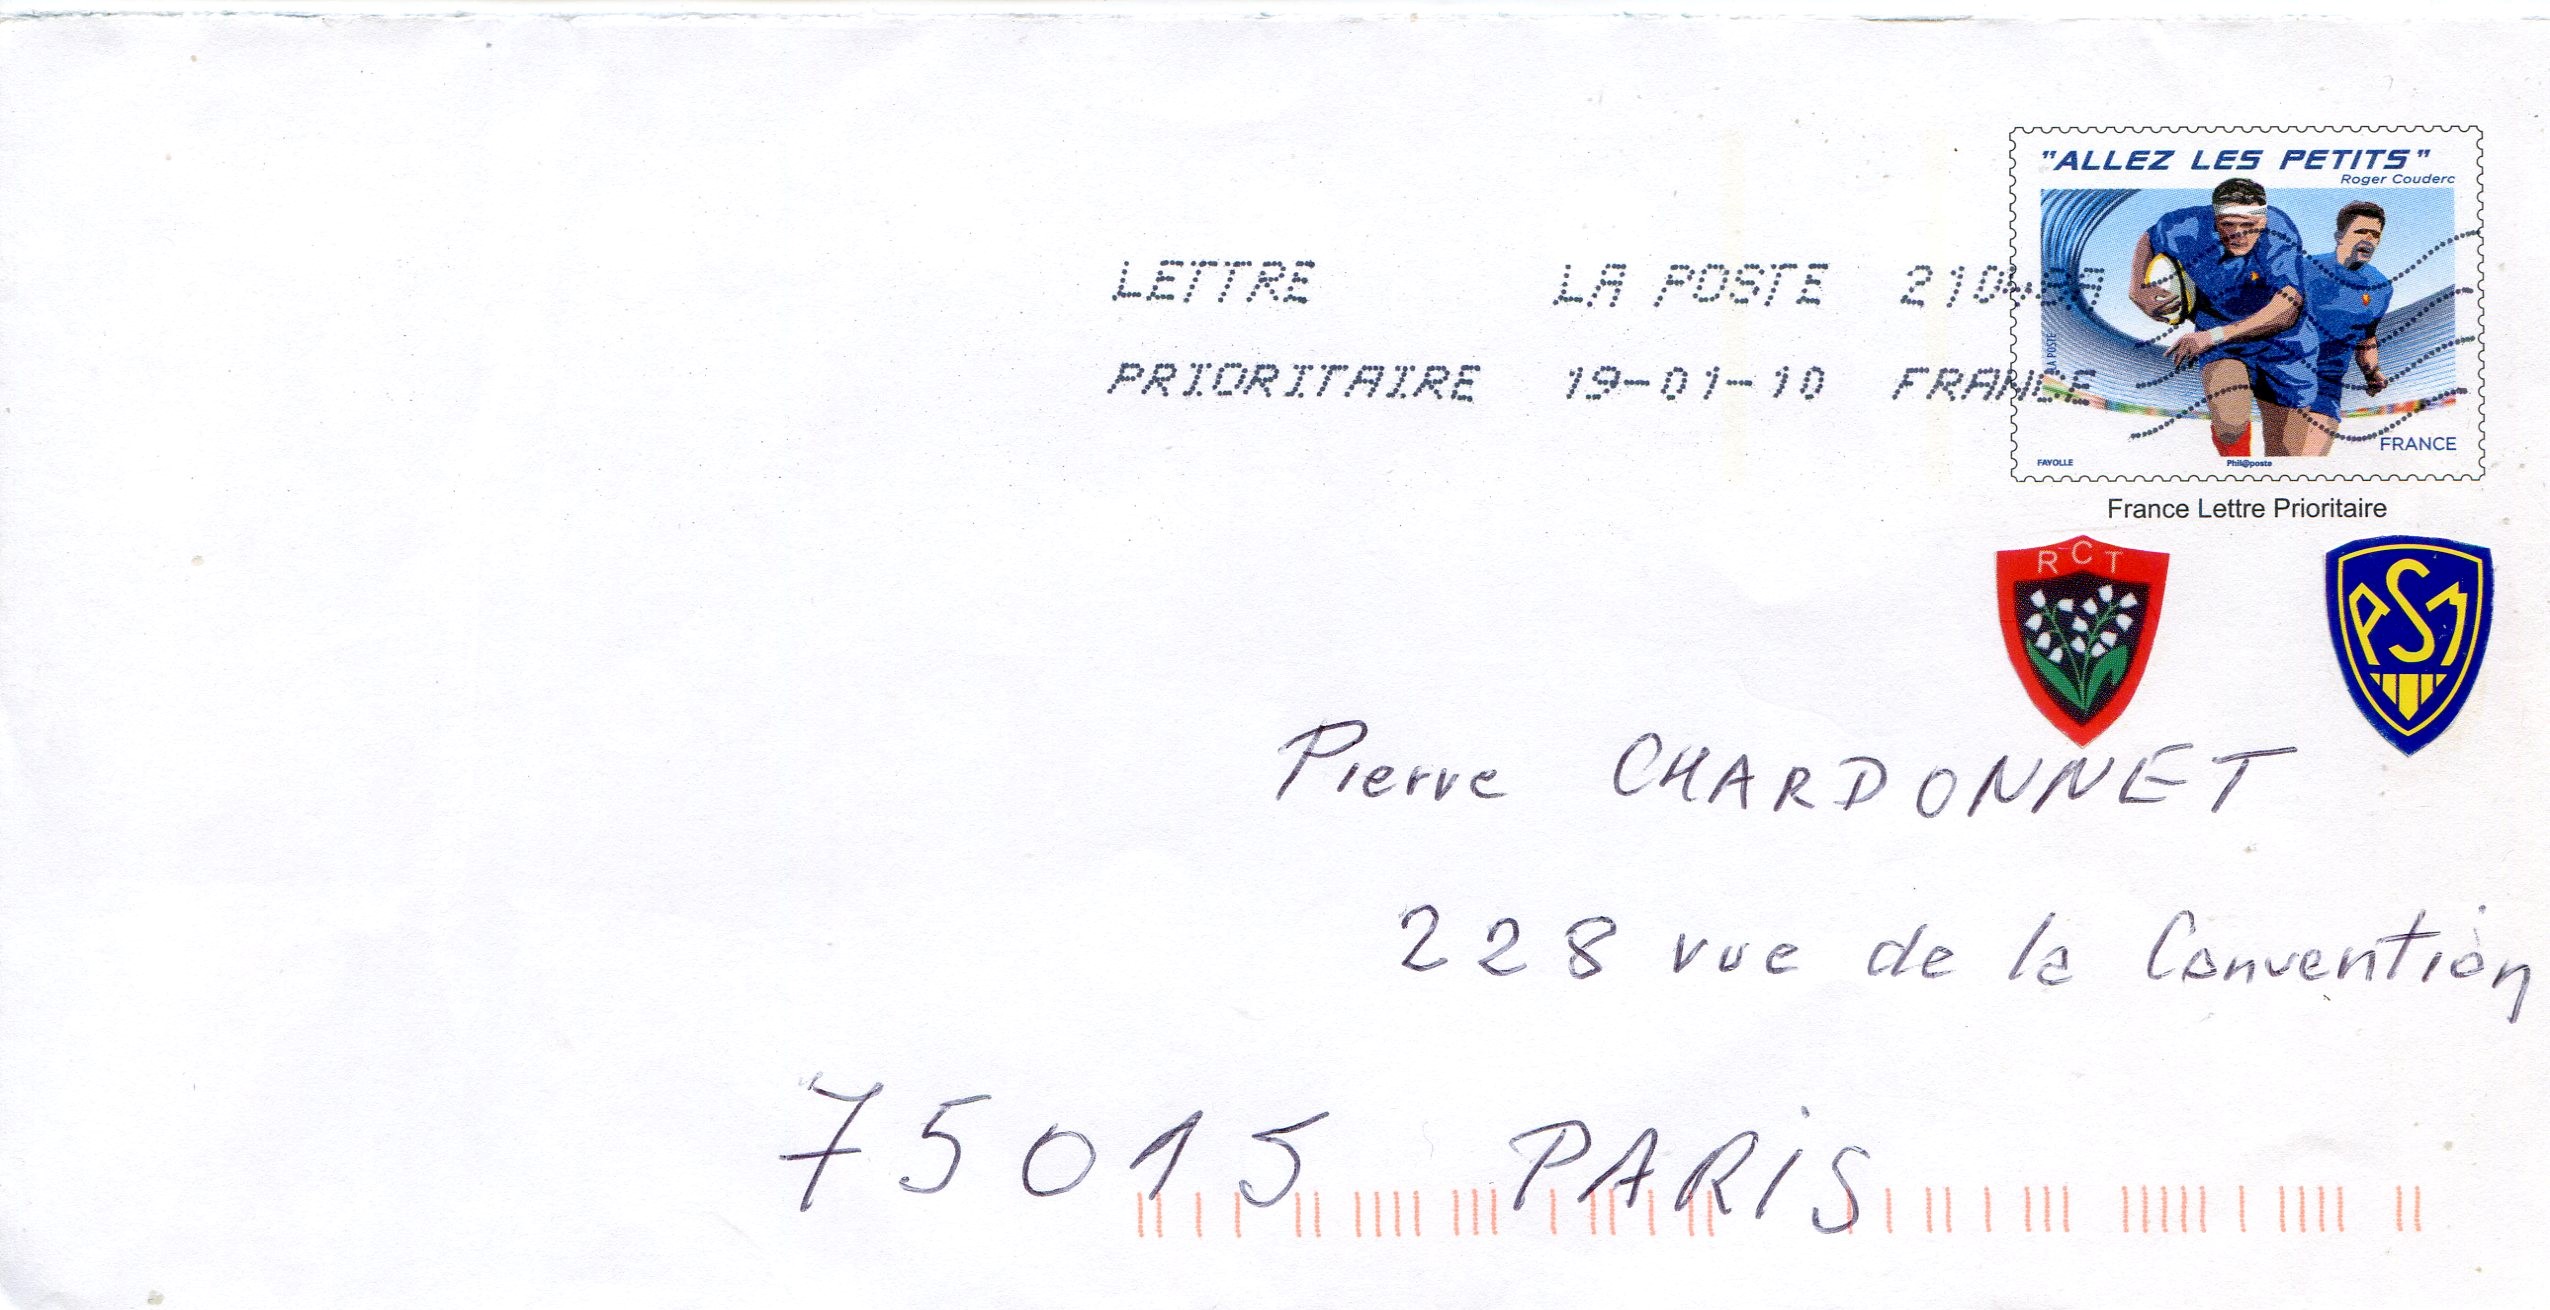 "ALLEZ LES PETITS"
Roger Couderc
LETTRE LA POSTE
PRIORITAIRE 19-01-10 FRANCE
LA POSTE
FRANCE
FAYOLLE Phil@poste
France Lettre Prioritaire
RCT ASM
Pierre CHARDONNET
228 rue de la Convention
75015 PARIS